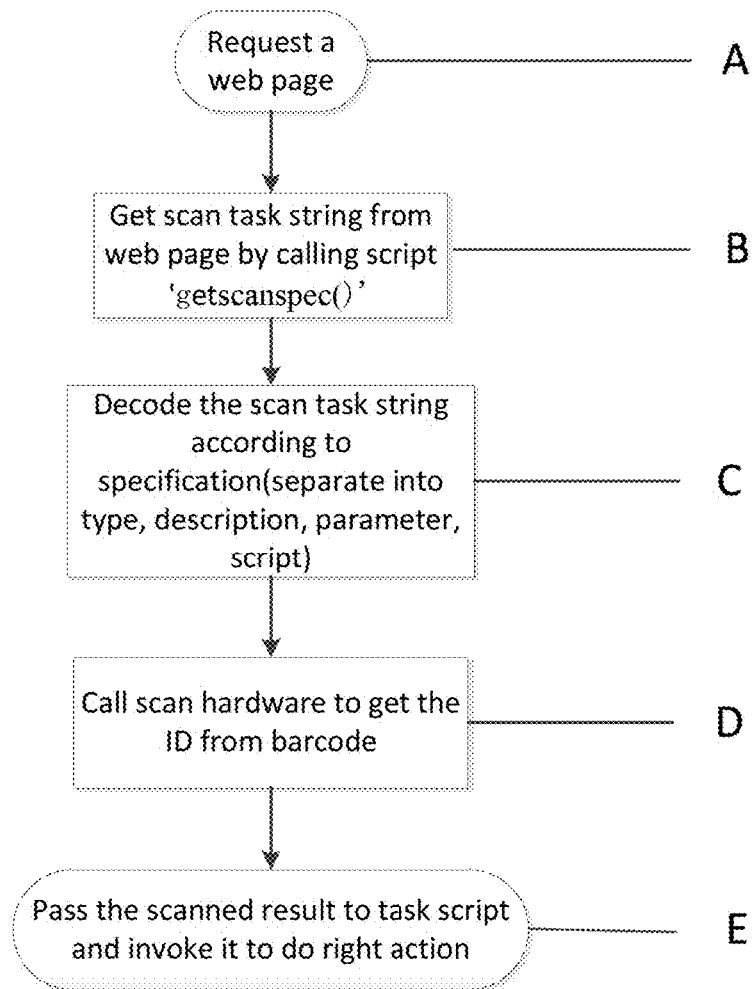 Request a
web page
A
Get scan task string from
web page by calling script
‘getscanspec()’
B
Decode the scan task string
according to
specification(separate into
type, description, parameter,
script)
C
Call scan hardware to get the
ID from barcode
D
Pass the scanned result to task script
and invoke it to do right action
E